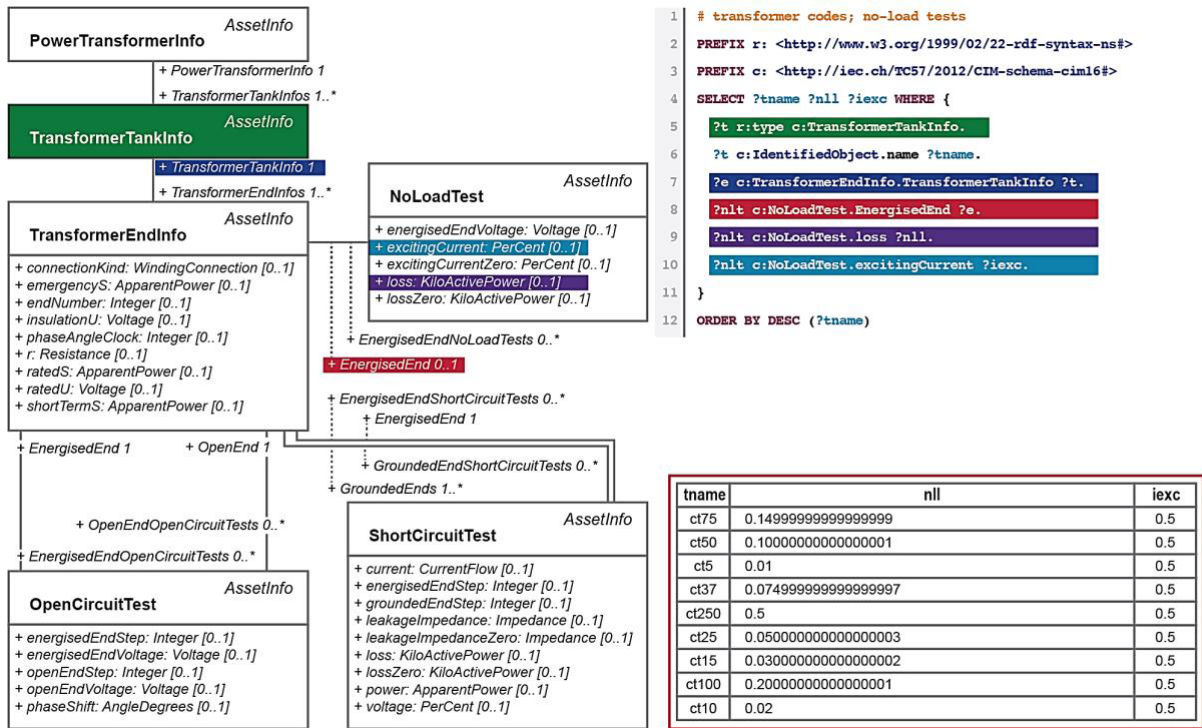 AssetInfo
PowerTransformerInfo
+ PowerTransformerInfo 1
+ TransformerTankInfos 1..*
AssetInfo
TransformerTankInfo
+ TransformerTankInfo 1
+ TransformerEndInfos 1..*
AssetInfo
TransformerEndInfo
+ connectionKind: WindingConnection [0..1]
+ emergencyS: ApparentPower [0..1]
+ endNumber: Integer [0..1]
+ insulationU: Voltage [0..1]
+ phaseAngleClock: Integer [0..1]
+ r: Resistance [0..1]
+ ratedS: ApparentPower [0..1]
+ ratedU: Voltage [0..1]
+ shortTermS: ApparentPower [0..1]
AssetInfo
NoLoadTest
+ energisedEndVoltage: Voltage [0..1]
+ excitingCurrent: PerCent [0..1]
+ excitingCurrentZero: PerCent [0..1]
+ loss: KiloActivePower [0..1]
+ lossZero: KiloActivePower [0..1]
+ EnergisedEndNoLoadTests 0..*
+ EnergisedEnd 0..1
+ EnergisedEndShortCircuitTests 0..*
+ EnergisedEnd 1
+ GroundedEndShortCircuitTests 0..*
+ GroundedEnds 1..*
+ EnergisedEnd 1
+ OpenEnd 1
+ OpenEndOpenCircuitTests 0..*
+ EnergisedEndOpenCircuitTests 0..*
AssetInfo
OpenCircuitTest
+ energisedEndStep: Integer [0..1]
+ energisedEndVoltage: Voltage [0..1]
+ openEndStep: Integer [0..1]
+ openEndVoltage: Voltage [0..1]
+ phaseShift: AngleDegrees [0..1]
AssetInfo
ShortCircuitTest
+ current: CurrentFlow [0..1]
+ energisedEndStep: Integer [0..1]
+ groundedEndStep: Integer [0..1]
+ leakageImpedance: Impedance [0..1]
+ leakageImpedanceZero: Impedance [0..1]
+ loss: KiloActivePower [0..1]
+ lossZero: KiloActivePower [0..1]
+ power: ApparentPower [0..1]
+ voltage: PerCent [0..1]
1 # transformer codes; no-load tests
2 PREFIX r: <http://www.w3.org/1999/02/22-rdf-syntax-ns#>
3 PREFIX c: <http://iec.ch/TC57/2012/CIM-schema-cim16#>
4 SELECT ?tname ?nll ?iexc WHERE {
5 ?t r:type c:TransformerTankInfo.
6 ?t c:IdentifiedObject.name ?tname.
7 ?e c:TransformerEndInfo.TransformerTankInfo ?t.
8 ?nlt c:NoLoadTest.EnergisedEnd ?e.
9 ?nlt c:NoLoadTest.loss ?nll.
10 ?nlt c:NoLoadTest.excitingCurrent ?iexc.
11 }
12 ORDER BY DESC (?tname)
tname nll iexc
ct75 0.14999999999999999 0.5
ct50 0.10000000000000001 0.5
ct5 0.01 0.5
ct37 0.074999999999999997 0.5
ct250 0.5 0.5
ct25 0.050000000000000003 0.5
ct15 0.030000000000000002 0.5
ct100 0.20000000000000001 0.5
ct10 0.02 0.5